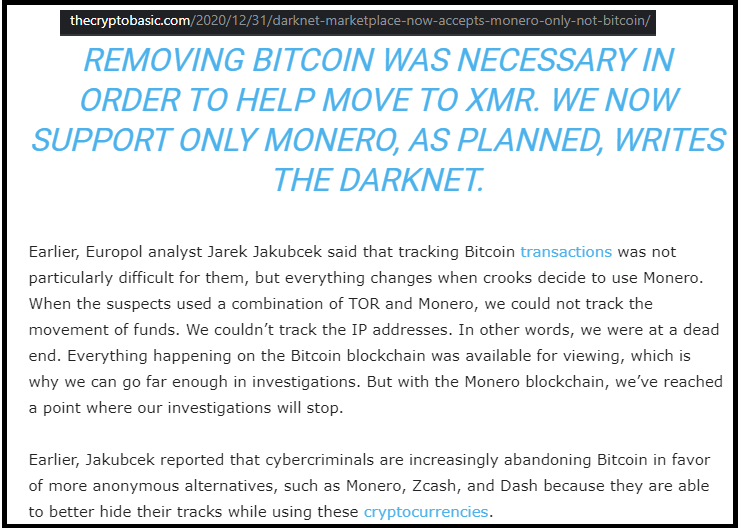 thecryptobasic.com/2020/12/31/darknet-marketplace-now-accepts-monero-only-not-bitcoin/
REMOVING BITCOIN WAS NECESSARY IN
ORDER TO HELP MOVE TO XMR. WE NOW
SUPPORT ONLY MONERO, AS PLANNED, WRITES
THE DARKNET.
Earlier, Europol analyst Jarek Jakubcek said that tracking Bitcoin transactions was not
particularly difficult for them, but everything changes when crooks decide to use Monero.
When the suspects used a combination of TOR and Monero, we could not track the
movement of funds. We couldn’t track the IP addresses. In other words, we were at a dead
end. Everything happening on the Bitcoin blockchain was available for viewing, which is
why we can go far enough in investigations. But with the Monero blockchain, we’ve reached
a point where our investigations will stop.
Earlier, Jakubcek reported that cybercriminals are increasingly abandoning Bitcoin in favor
of more anonymous alternatives, such as Monero, Zcash, and Dash because they are able
to better hide their tracks while using these cryptocurrencies.